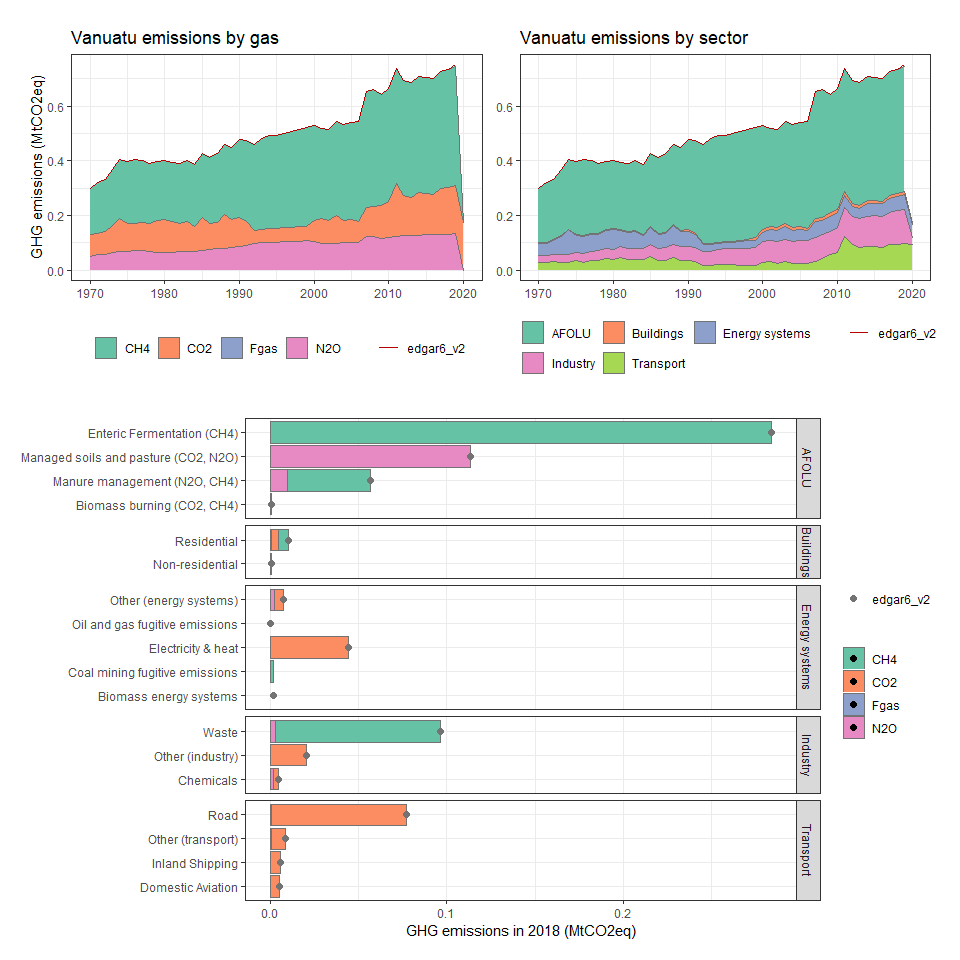 Vanuatu emissions by gas
GHG emissions (MtCO2eq)
0.6
0.4
0.2
0.0
1970 1980 1990 2000 2010 2020
CH4 CO2 Fgas N2O edgar6_v2
Vanuatu emissions by sector
0.6
0.4
0.2
0.0
1970 1980 1990 2000 2010 2020
AFOLU Buildings Energy systems edgar6_v2
Industry Transport
Enteric Fermentation (CH4)
Managed soils and pasture (CO2, N2O)
Manure management (N2O, CH4)
Biomass burning (CO2, CH4)
AFOLU
Residential
Non-residential
Buildings
Other (energy systems)
Oil and gas fugitive emissions
Electricity & heat
Coal mining fugitive emissions
Biomass energy systems
Energy systems
Waste
Other (industry)
Chemicals
Industry
Road
Other (transport)
Inland Shipping
Domestic Aviation
Transport
0.0 0.1 0.2
GHG emissions in 2018 (MtCO2eq)
edgar6_v2
CH4
CO2
Fgas
N2O